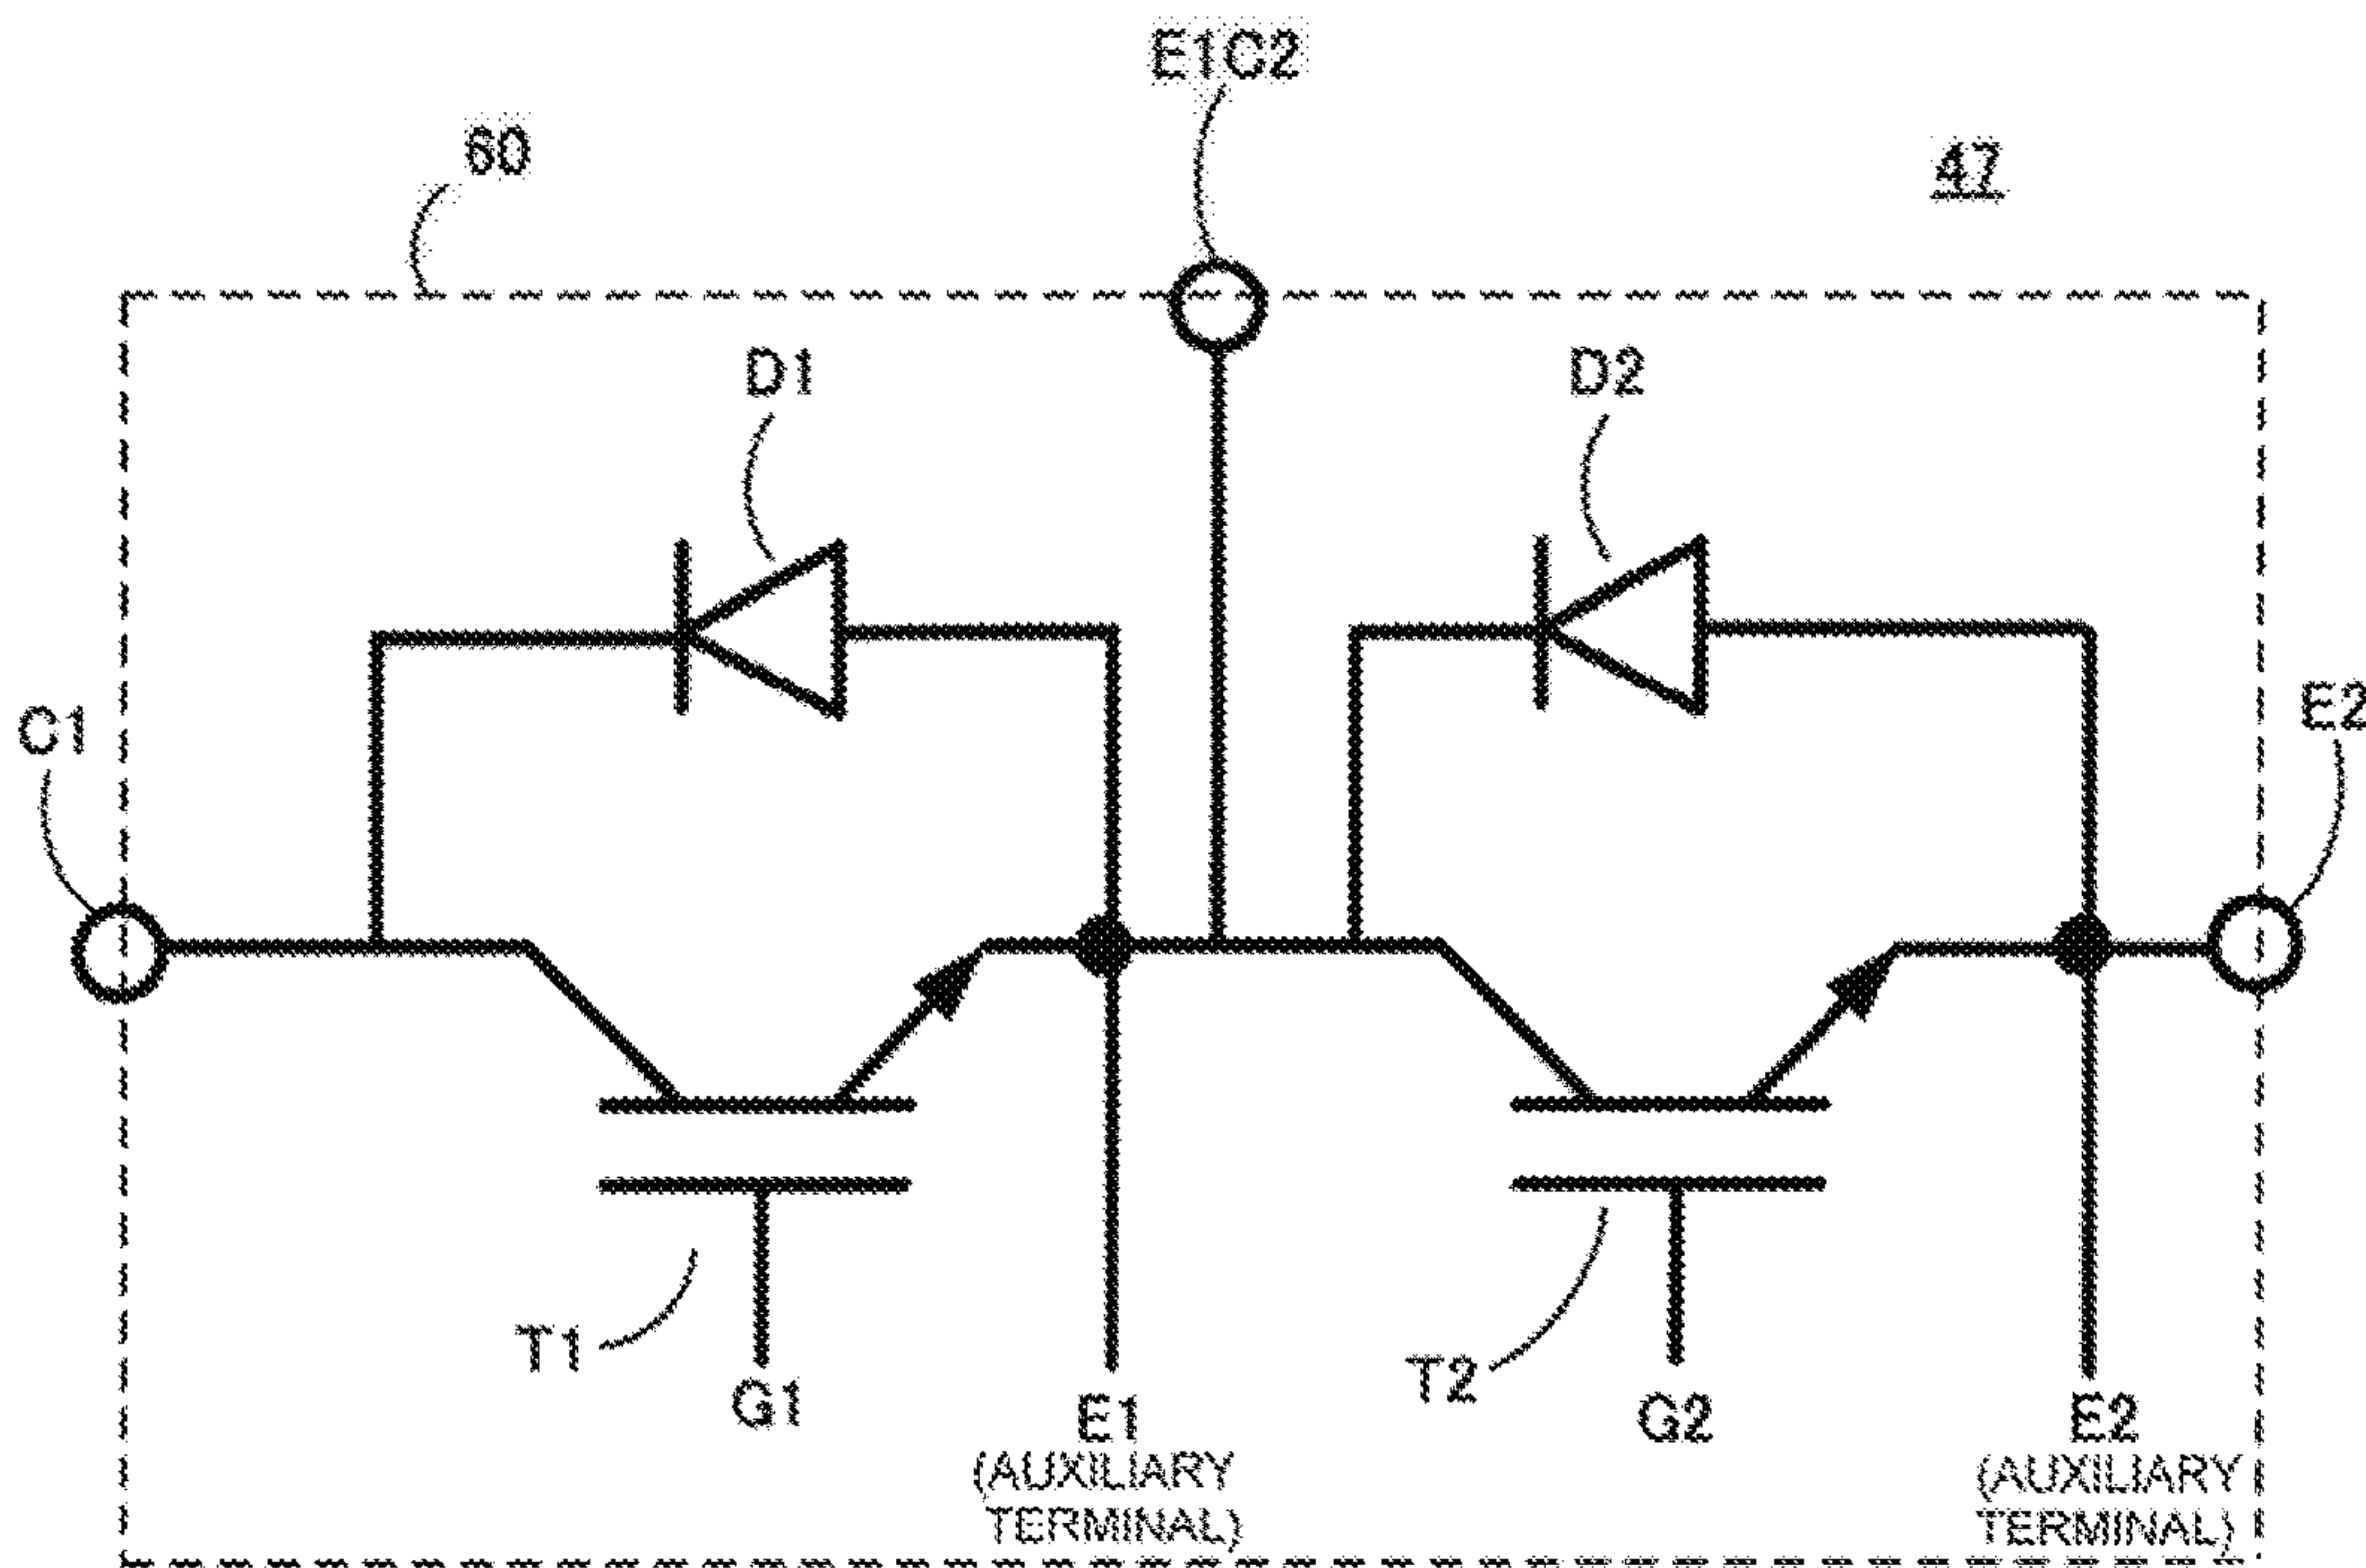 E1C2
60
47
D1
D2
C1
E2
T1
G1
E1
(AUXILIARY
TERMINAL)
T2
G2
E2
(AUXILIARY
TERMINAL)